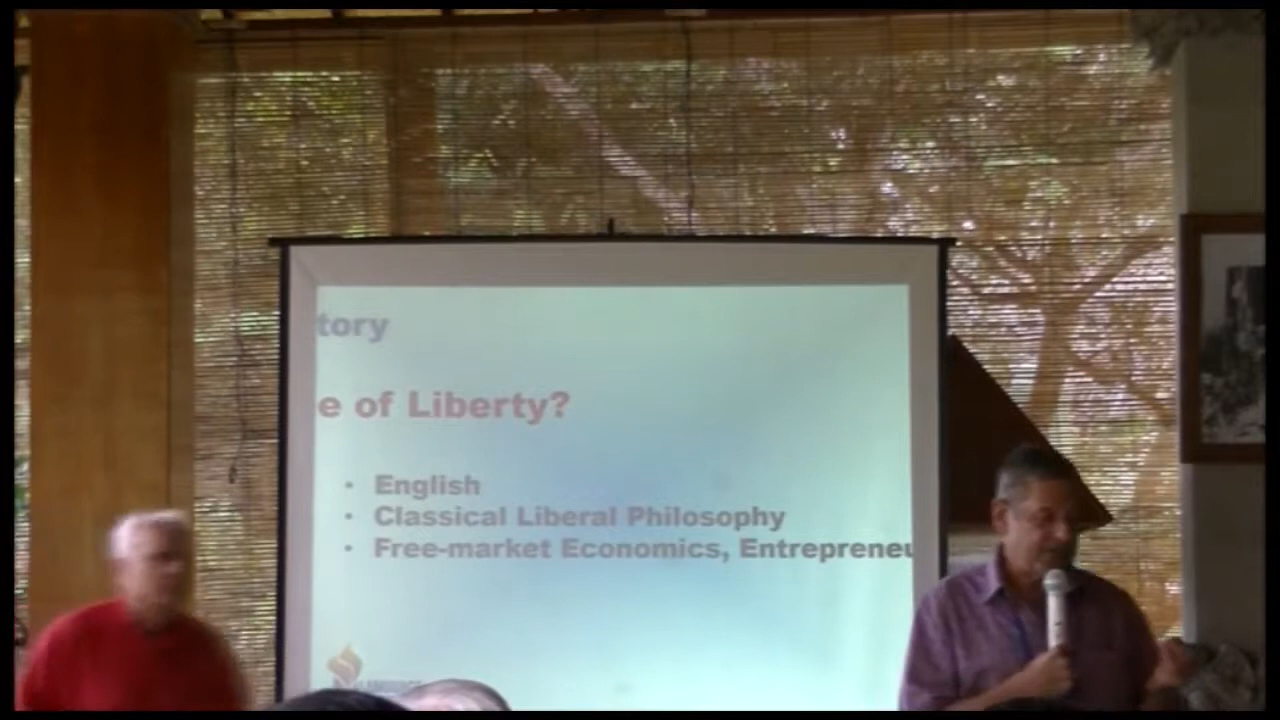 tory
e of Liberty?
• English
• Classical Liberal Philosophy
• Free-market Economics, Entrepreneu